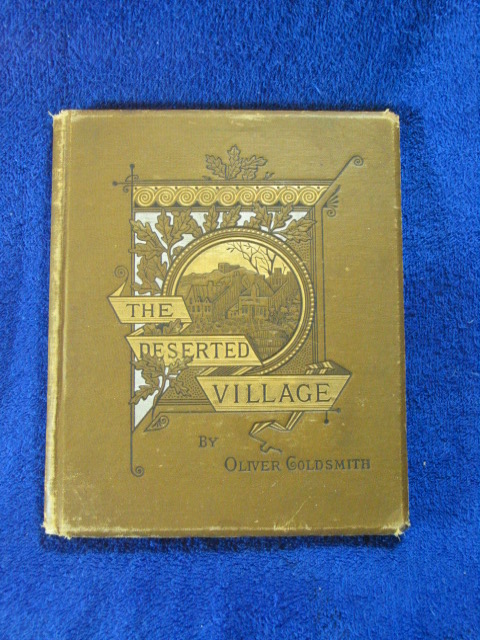 THE
DESERTED
VILLAGE
BY
OLIVER GOLDSMITH